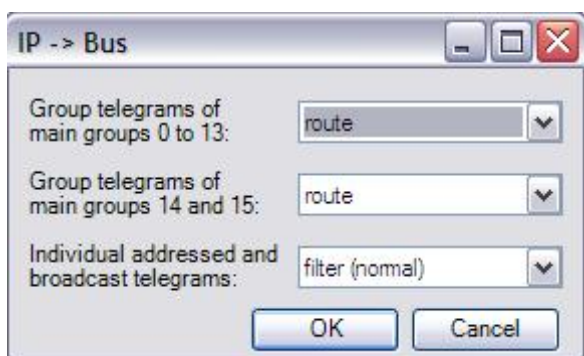 IP -> Bus
Group telegrams of
main groups 0 to 13:
route
Group telegrams of
main groups 14 and 15:
route
Individual addressed and
broadcast telegrams:
filter (normal)
OK
Cancel